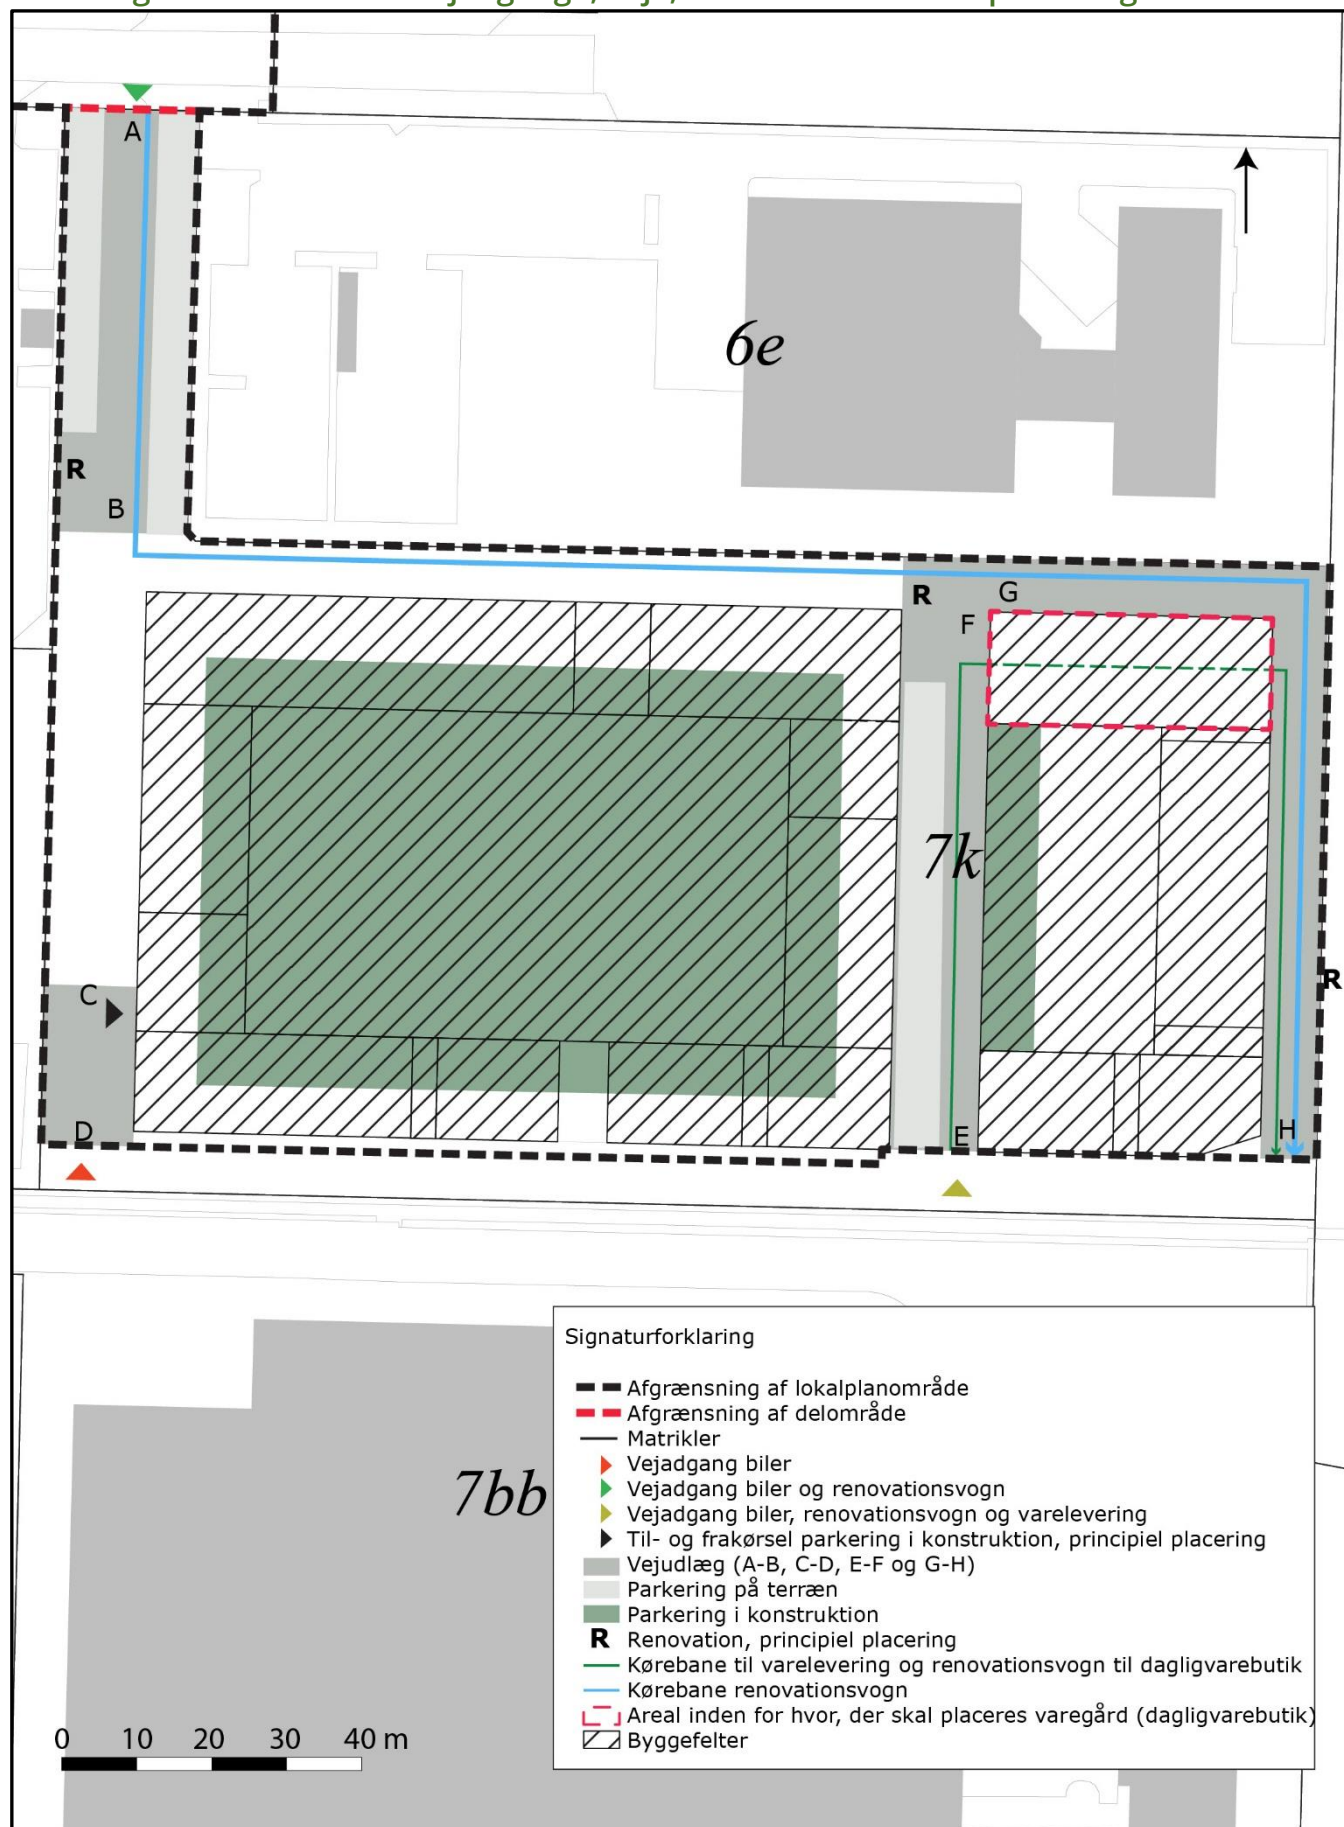 A
6e
R
B
R
G
F
7k
R
C
D
E
H
7bb
Signaturforklaring
Afgrænsning af lokalplanområde
Afgrænsning af delområde
Matrikler
Vejadgang biler
Vejadgang biler og renovationsvogn
Vejadgang biler, renovationsvogn og varelevering
Til- og frakørsel parkering i konstruktion, principiel placering
Vejudlæg (A-B, C-D, E-F og G-H)
Parkering på terræn
Parkering i konstruktion
R Renovation, principiel placering
Kørebane til varelevering og renovationsvogn til dagligvarebutik
Kørebane renovationsvogn
Areal inden for hvor, der skal placeres varegård (dagligvarebutik)
Byggefelter
0 10 20 30 40 m